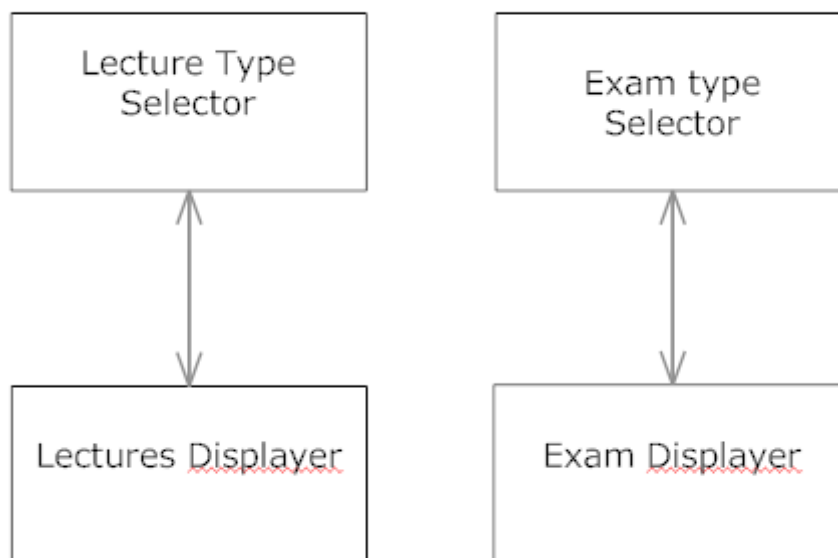 Lecture Type
Selector
Exam type
Selector
Lectures Displayer
Exam Displayer